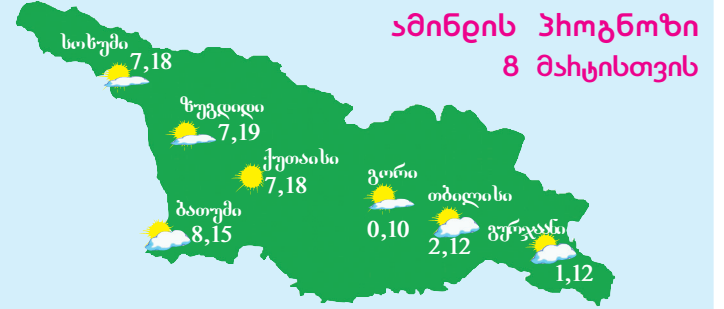 ამინდის პროგნოზი
8 მარტისთვის
სოხუმი
7,18
ზუგდიდი
7,19
ქუთაისი
7,18
გორი
0,10
თბილისი
2,12
ბათუმი
8,15
გურჯაანი
1,12